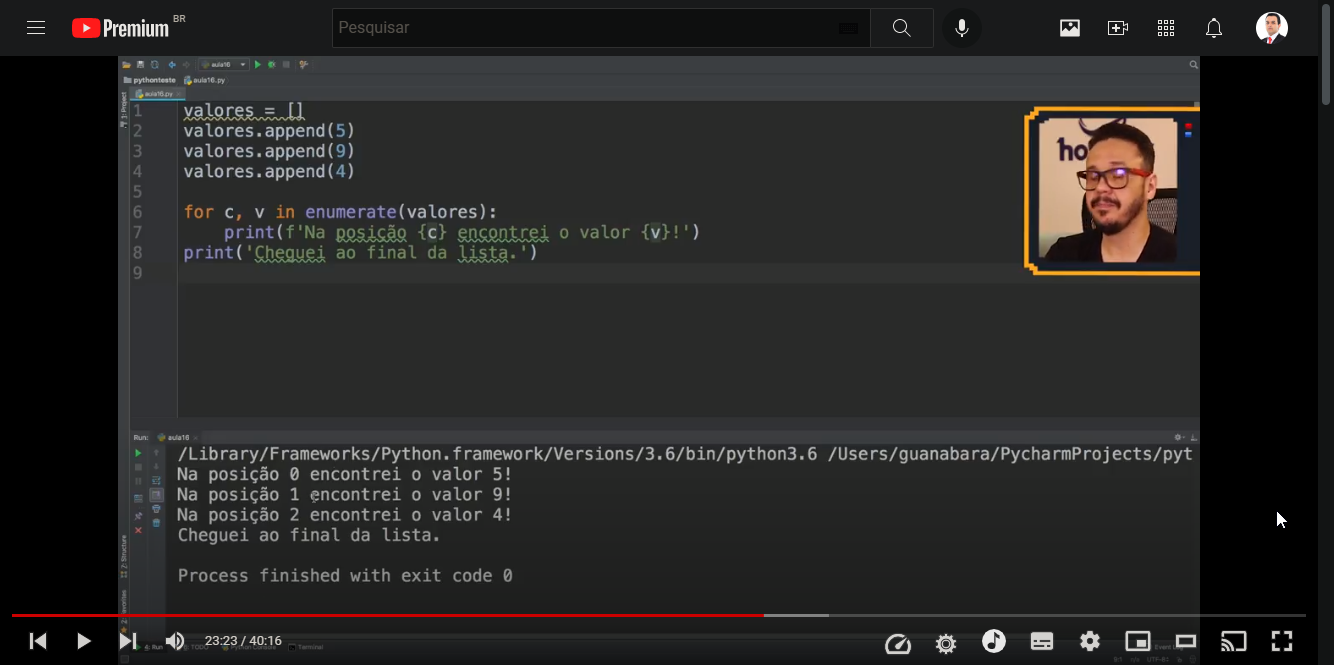 Premium BR
Pesquisar
aula16
pythonteste aula16.py
aula16.py
1: Project
1 valores = []
2 valores.append(5)
3 valores.append(9)
4 valores.append(4)
5
6 for c, v in enumerate(valores):
7 print(f'Na posição {c} encontrei o valor {v}!')
8 print('Cheguei ao final da lista.')
9
ho
Run: aula16
/Library/Frameworks/Python.framework/Versions/3.6/bin/python3.6 /Users/guanabara/PycharmProjects/pyt
Na posição 0 encontrei o valor 5!
Na posição 1 encontrei o valor 9!
Na posição 2 encontrei o valor 4!
Cheguei ao final da lista.
Process finished with exit code 0
2: Structure
23:23 / 40:16
4: Run TODO Python Console Terminal